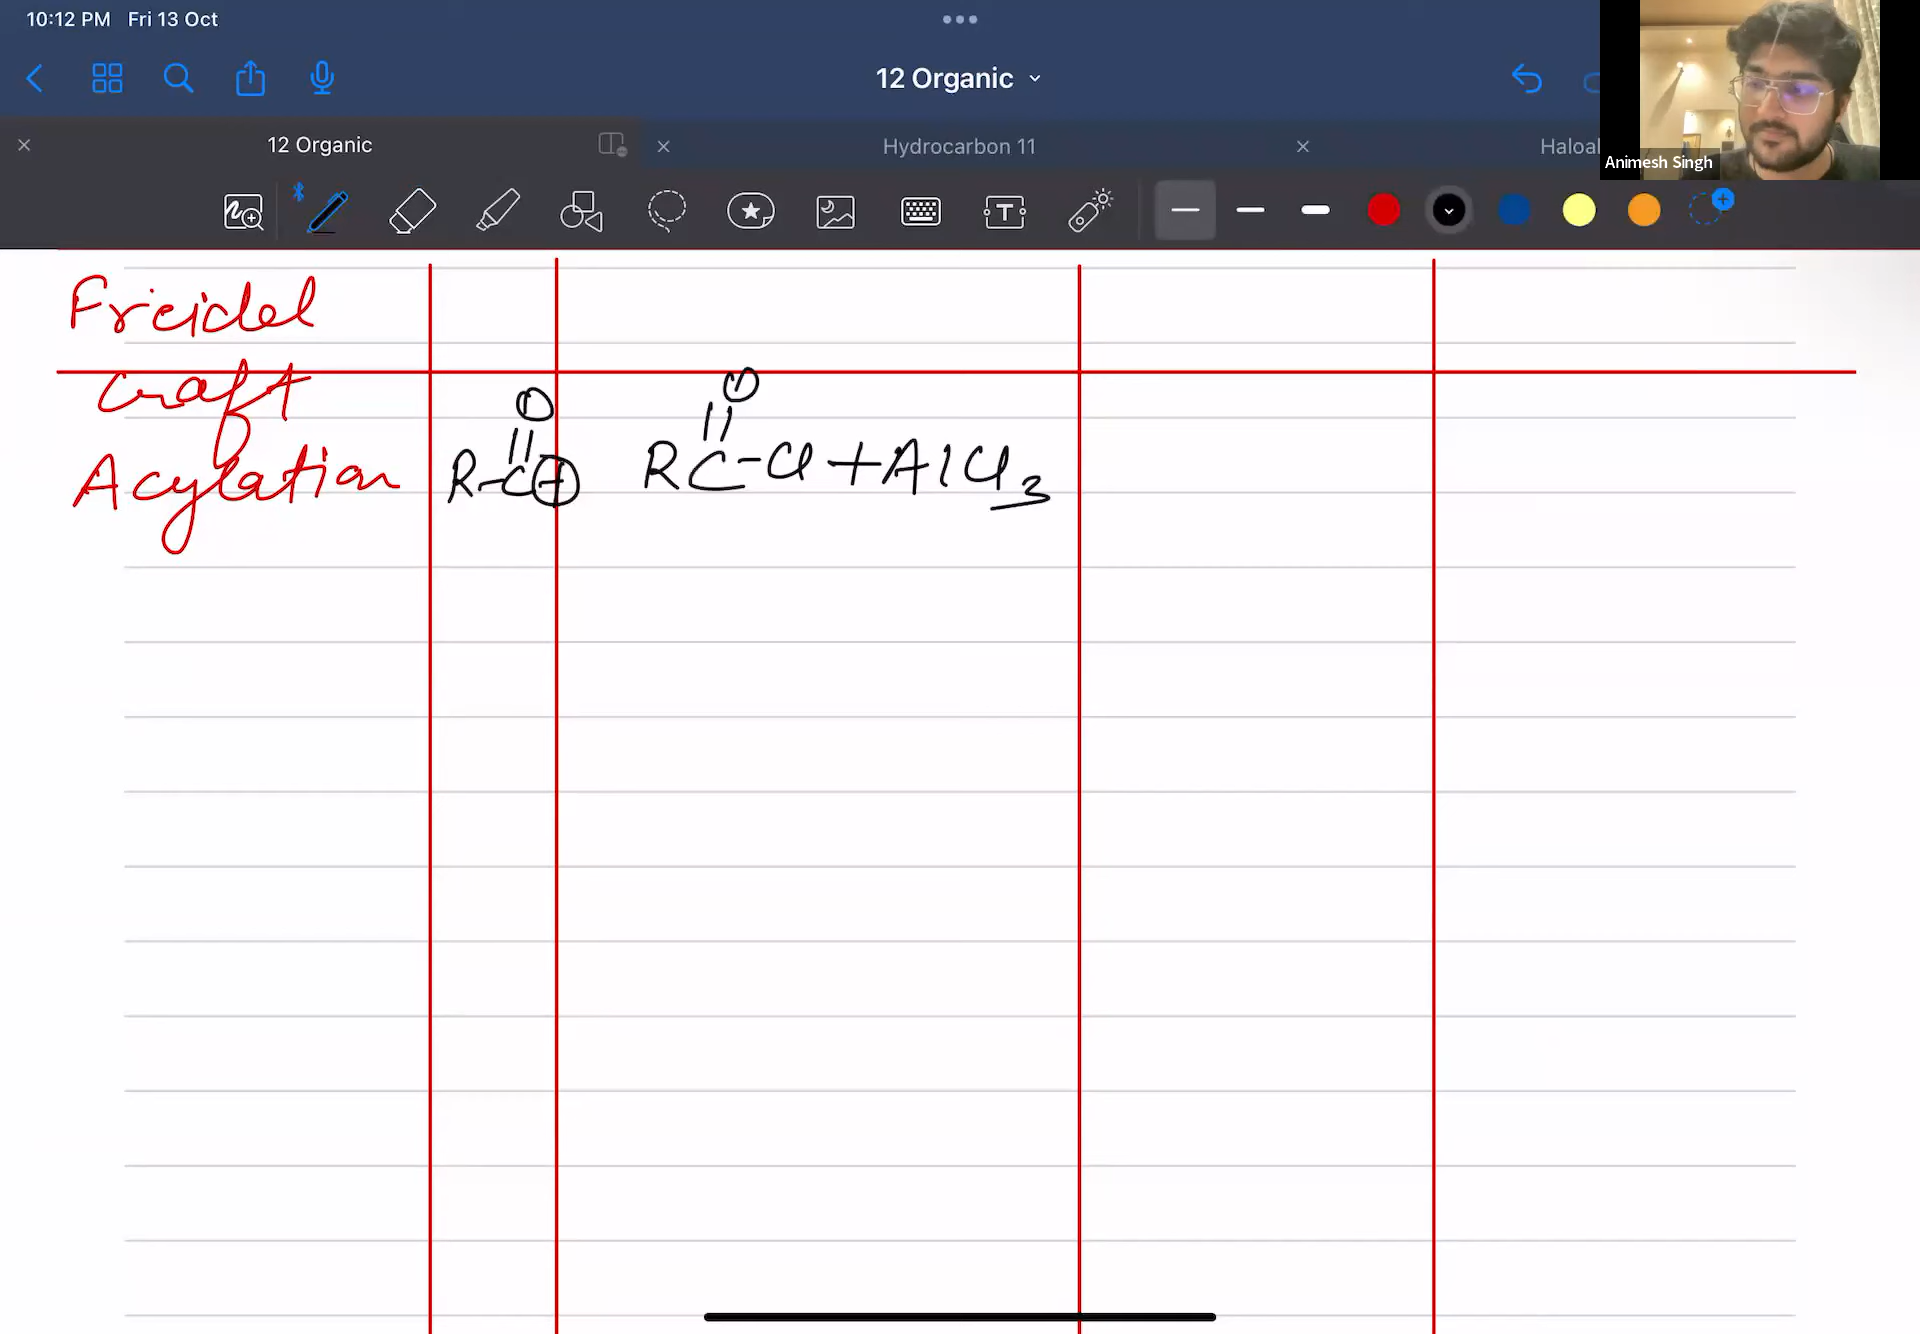 10:12 PM Fri 13 Oct
12 Organic
12 Organic
Hydrocarbon 11
Haloal
Animesh Singh
T
Freidel
Craft
Acylation
O
||
R-C⊕
O
||
RC-Cl+AlCl₃